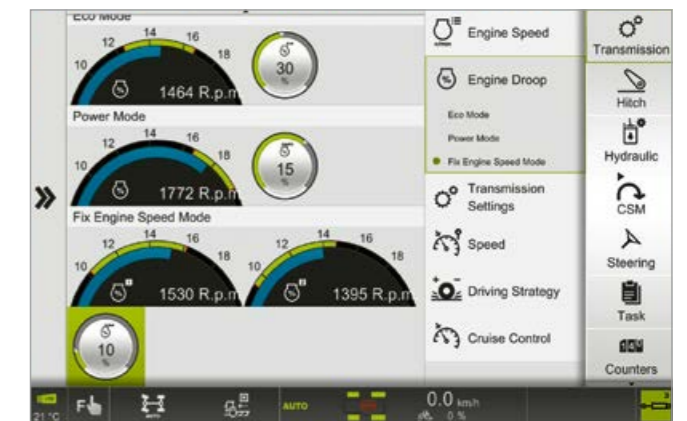 Eco Mode
10 12 14 16 18
1464 R.p.m
30
%
Power Mode
10 12 14 16 18
1772 R.p.m
15
%
Fix Engine Speed Mode
10 12 14 16 18
1530 R.p.m
10 12 14 16 18
1395 R.p.m
10
%
Engine Speed
Engine Droop
Eco Mode
Power Mode
Fix Engine Speed Mode
Transmission
Settings
Speed
Driving Strategy
Cruise Control
Transmission
Hitch
Hydraulic
CSM
Steering
Task
Counters
21 °C
F
AUTO
AUTO
0.0 km/h
0 %
3